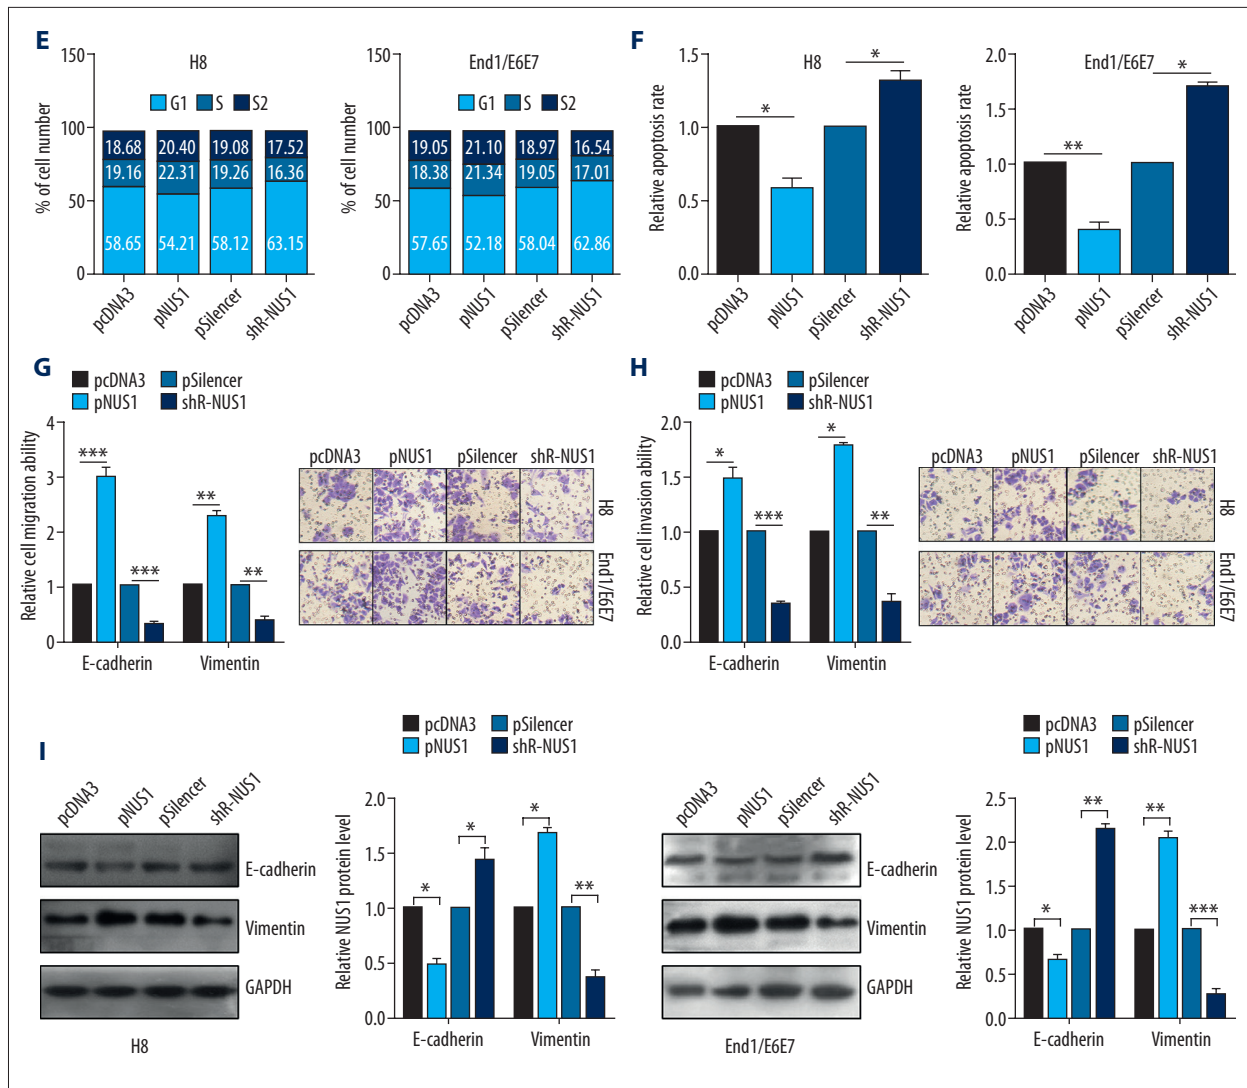 E
150
H8
G1 S S2
100
50
0
% of cell number
18.68 20.40 19.08 17.52
19.16 22.31 19.26 16.36
58.65 54.21 58.12 63.15
pcDNA3 pNUS1 pSilencer shR-NUS1
150
End1/E6E7
G1 S S2
100
50
0
% of cell number
19.05 21.10 18.97 16.54
18.38 21.34 19.05 17.01
57.65 52.18 58.04 62.86
pcDNA3 pNUS1 pSilencer shR-NUS1
F
1.5
H8
*
*
1.0
0.5
0.0
Relative apoptosis rate
pcDNA3 pNUS1 pSilencer shR-NUS1
2.0
End1/E6E7
*
**
1.5
1.0
0.5
0.0
Relative apoptosis rate
pcDNA3 pNUS1 pSilencer shR-NUS1
G
pcDNA3 pSilencer
pNUS1 shR-NUS1
4
3
2
1
0
Relative cell migration ability
*** *** ** **
E-cadherin Vimentin
pcDNA3 pNUS1 pSilencer shR-NUS1
H8
End1/E6E7
H
pcDNA3 pSilencer
pNUS1 shR-NUS1
2.0
1.5
1.0
0.5
0
Relative cell invasion ability
* *** * **
E-cadherin Vimentin
pcDNA3 pNUS1 pSilencer shR-NUS1
H8
End1/E6E7
I
pcDNA3 pNUS1 pSilencer shR-NUS1
E-cadherin
Vimentin
GAPDH
H8
pcDNA3 pSilencer
pNUS1 shR-NUS1
2.0
1.5
1.0
0.5
0.0
Relative NUS1 protein level
* * * **
E-cadherin Vimentin
pcDNA3 pNUS1 pSilencer shR-NUS1
E-cadherin
Vimentin
GAPDH
End1/E6E7
pcDNA3 pSilencer
pNUS1 shR-NUS1
2.5
2.0
1.5
1.0
0.5
0.0
Relative NUS1 protein level
* ** ** ***
E-cadherin Vimentin